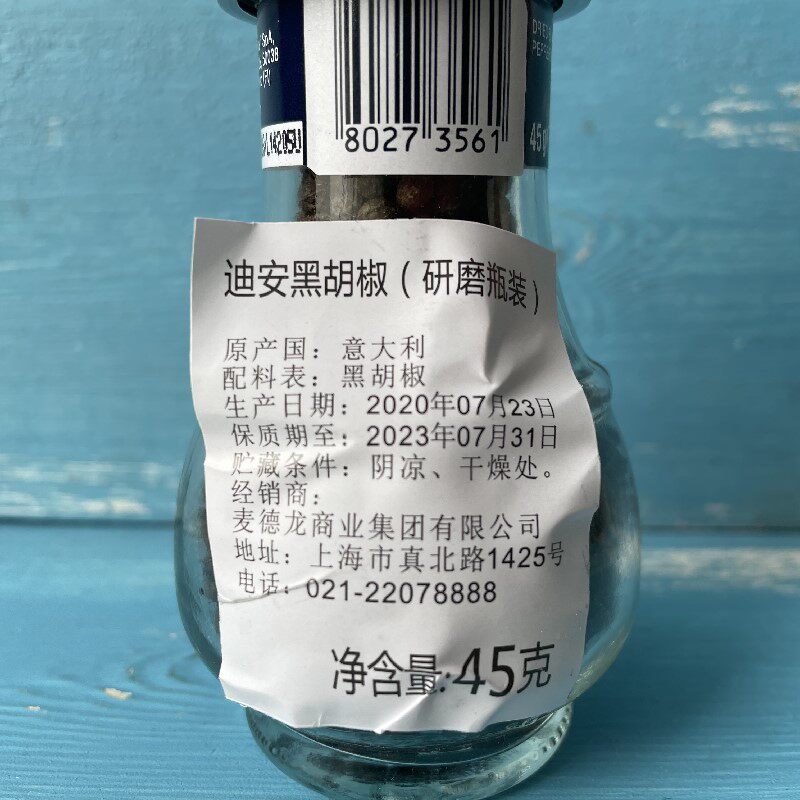 80273561
45
迪安黑胡椒（研磨瓶装）
原产国：意大利
配料表：黑胡椒
生产日期：2020年07月23日
保质期至：2023年07月31日
贮藏条件：阴凉、干燥处。
经销商：
麦德龙商业集团有限公司
地址：上海市真北路1425号
电话：021-22078888
净含量:45克